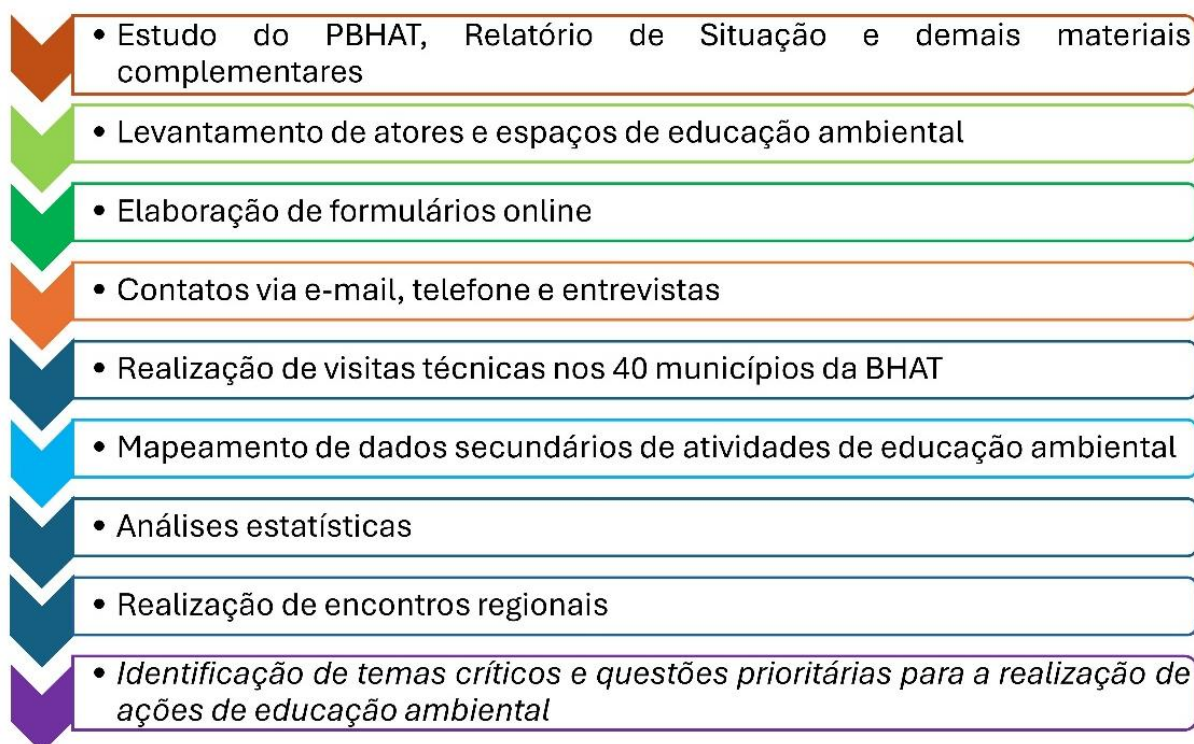 • Estudo do PBHAT, Relatório de Situação e demais materiais
complementares
• Levantamento de atores e espaços de educação ambiental
• Elaboração de formulários online
• Contatos via e-mail, telefone e entrevistas
• Realização de visitas técnicas nos 40 municípios da BHAT
• Mapeamento de dados secundários de atividades de educação ambiental
• Análises estatísticas
• Realização de encontros regionais
• Identificação de temas críticos e questões prioritárias para a realização de
ações de educação ambiental